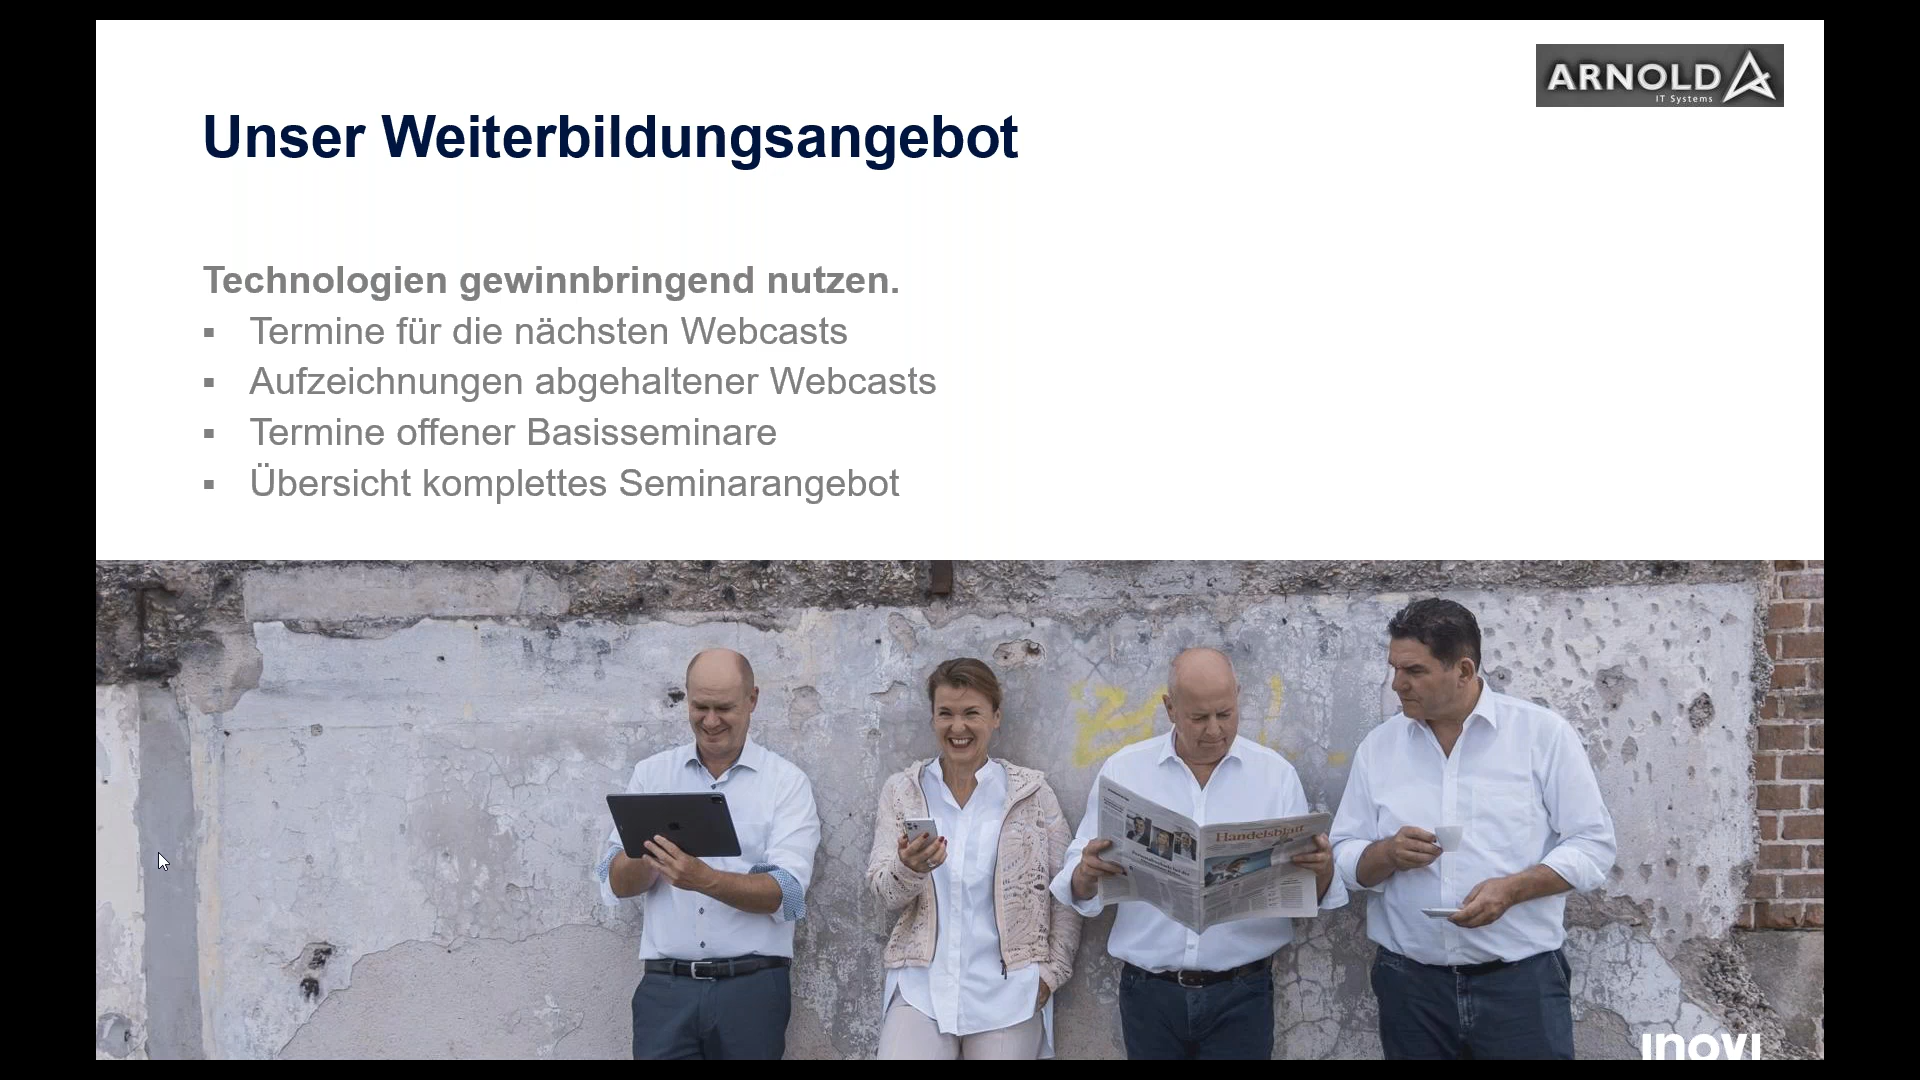 ARNOLD
IT Systems
Unser Weiterbildungsangebot
Technologien gewinnbringend nutzen.
▪ Termine für die nächsten Webcasts
▪ Aufzeichnungen abgehaltener Webcasts
▪ Termine offener Basisseminare
▪ Übersicht komplettes Seminarangebot
Handelsblatt
inovi